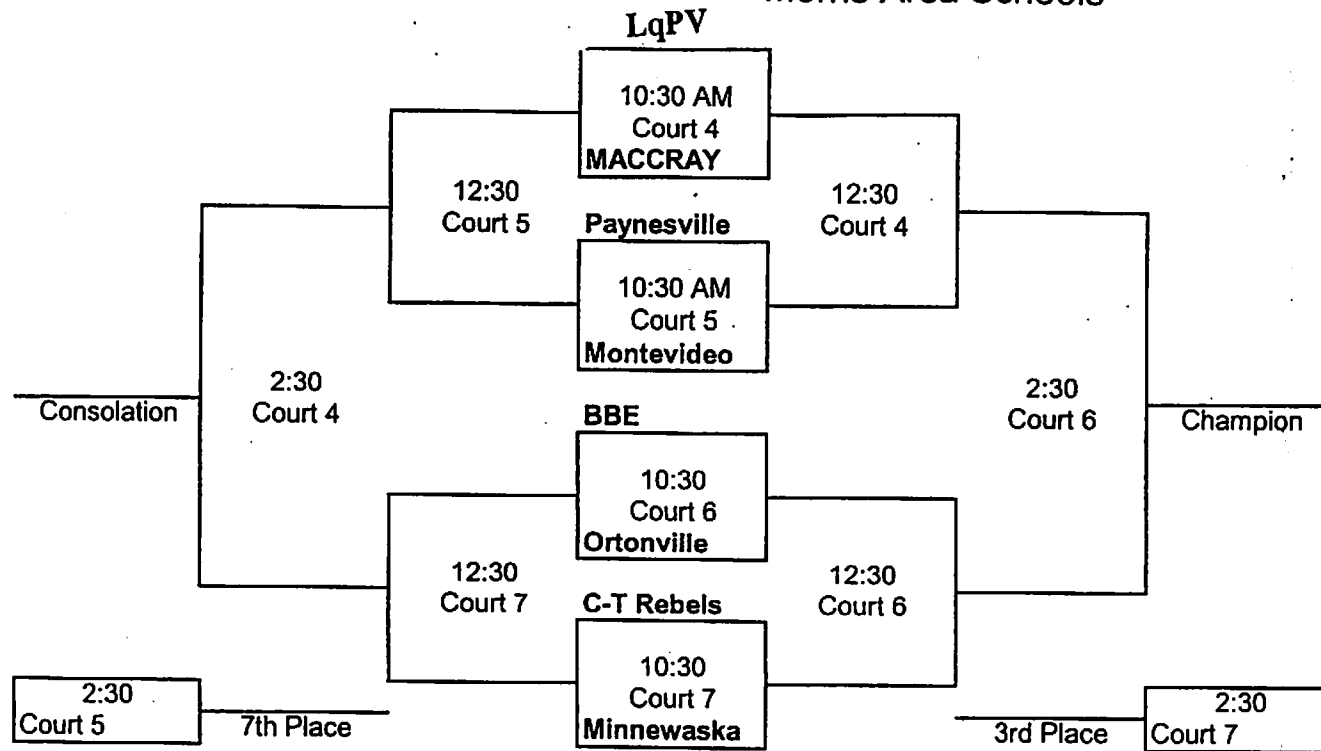 LqPV
10:30 AM
Court 4
MACCRAY
12:30
Court 5
12:30
Court 4
Paynesville
10:30 AM
Court 5
Montevideo
2:30
Court 4
Consolation
2:30
Court 6
Champion
BBE
10:30
Court 6
Ortonville
12:30
Court 7
12:30
Court 6
C-T Rebels
10:30
Court 7
Minnewaska
2:30
Court 5
7th Place
3rd Place
2:30
Court 7